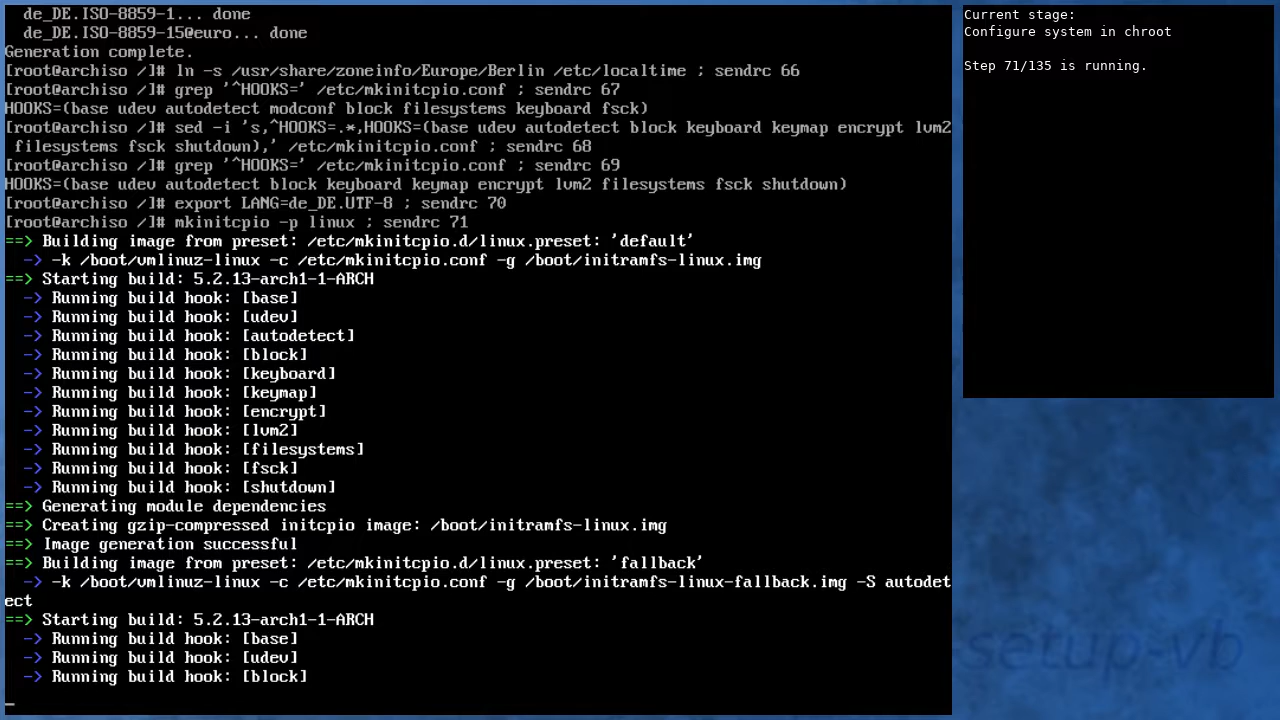 de_DE.ISO-8859-1... done
  de_DE.ISO-8859-15@euro... done
Generation complete.
[root@archiso /]# ln -s /usr/share/zoneinfo/Europe/Berlin /etc/localtime ; sendrc 66
[root@archiso /]# grep '^HOOKS=' /etc/mkinitcpio.conf ; sendrc 67
HOOKS=(base udev autodetect modconf block filesystems keyboard fsck)
[root@archiso /]# sed -i 's,^HOOKS=.*,HOOKS=(base udev autodetect block keyboard keymap encrypt lvm2
 filesystems fsck shutdown),' /etc/mkinitcpio.conf ; sendrc 68
[root@archiso /]# grep '^HOOKS=' /etc/mkinitcpio.conf ; sendrc 69
HOOKS=(base udev autodetect block keyboard keymap encrypt lvm2 filesystems fsck shutdown)
[root@archiso /]# export LANG=de_DE.UTF-8 ; sendrc 70
[root@archiso /]# mkinitcpio -p linux ; sendrc 71
==> Building image from preset: /etc/mkinitcpio.d/linux.preset: 'default'
  -> -k /boot/vmlinuz-linux -c /etc/mkinitcpio.conf -g /boot/initramfs-linux.img
==> Starting build: 5.2.13-arch1-1-ARCH
  -> Running build hook: [base]
  -> Running build hook: [udev]
  -> Running build hook: [autodetect]
  -> Running build hook: [block]
  -> Running build hook: [keyboard]
  -> Running build hook: [keymap]
  -> Running build hook: [encrypt]
  -> Running build hook: [lvm2]
  -> Running build hook: [filesystems]
  -> Running build hook: [fsck]
  -> Running build hook: [shutdown]
==> Generating module dependencies
==> Creating gzip-compressed initcpio image: /boot/initramfs-linux.img
==> Image generation successful
==> Building image from preset: /etc/mkinitcpio.d/linux.preset: 'fallback'
  -> -k /boot/vmlinuz-linux -c /etc/mkinitcpio.conf -g /boot/initramfs-linux-fallback.img -S autodet
ect
==> Starting build: 5.2.13-arch1-1-ARCH
  -> Running build hook: [base]
  -> Running build hook: [udev]
  -> Running build hook: [block]
_
Current stage:
Configure system in chroot
Step 71/135 is running.
-setup-vb